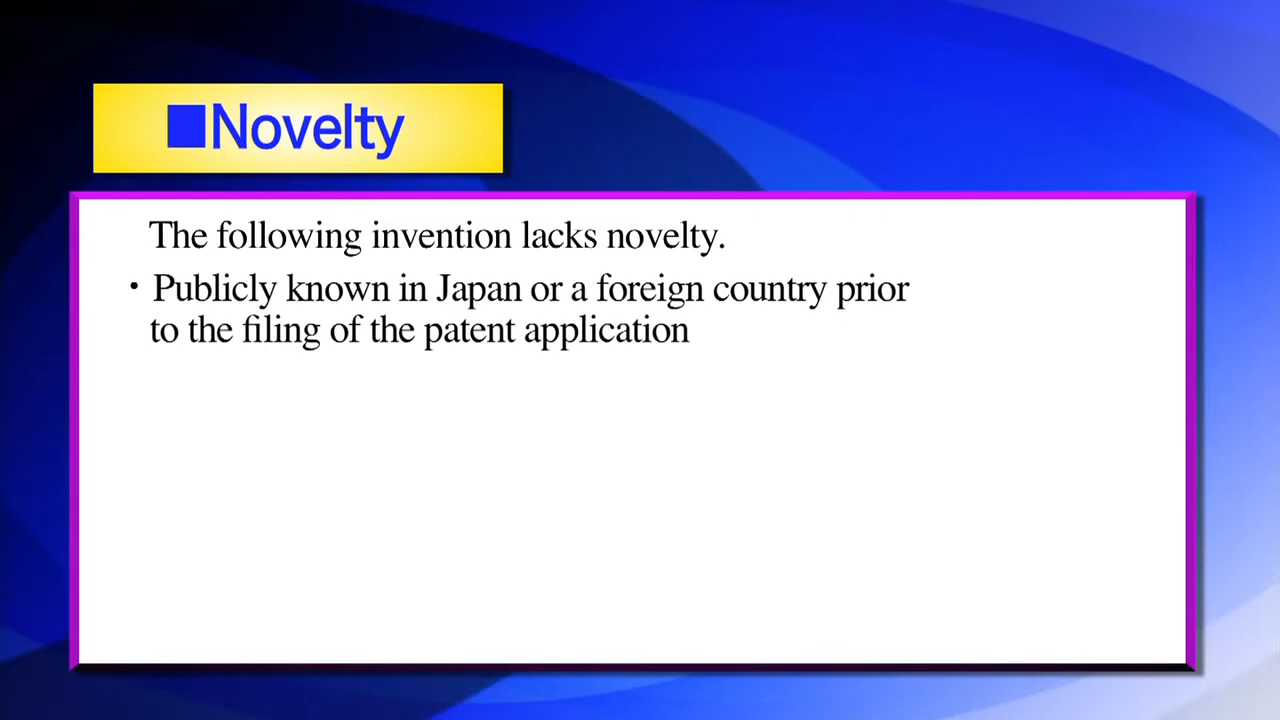 ■Novelty
The following invention lacks novelty.
・Publicly known in Japan or a foreign country prior
to the filing of the patent application